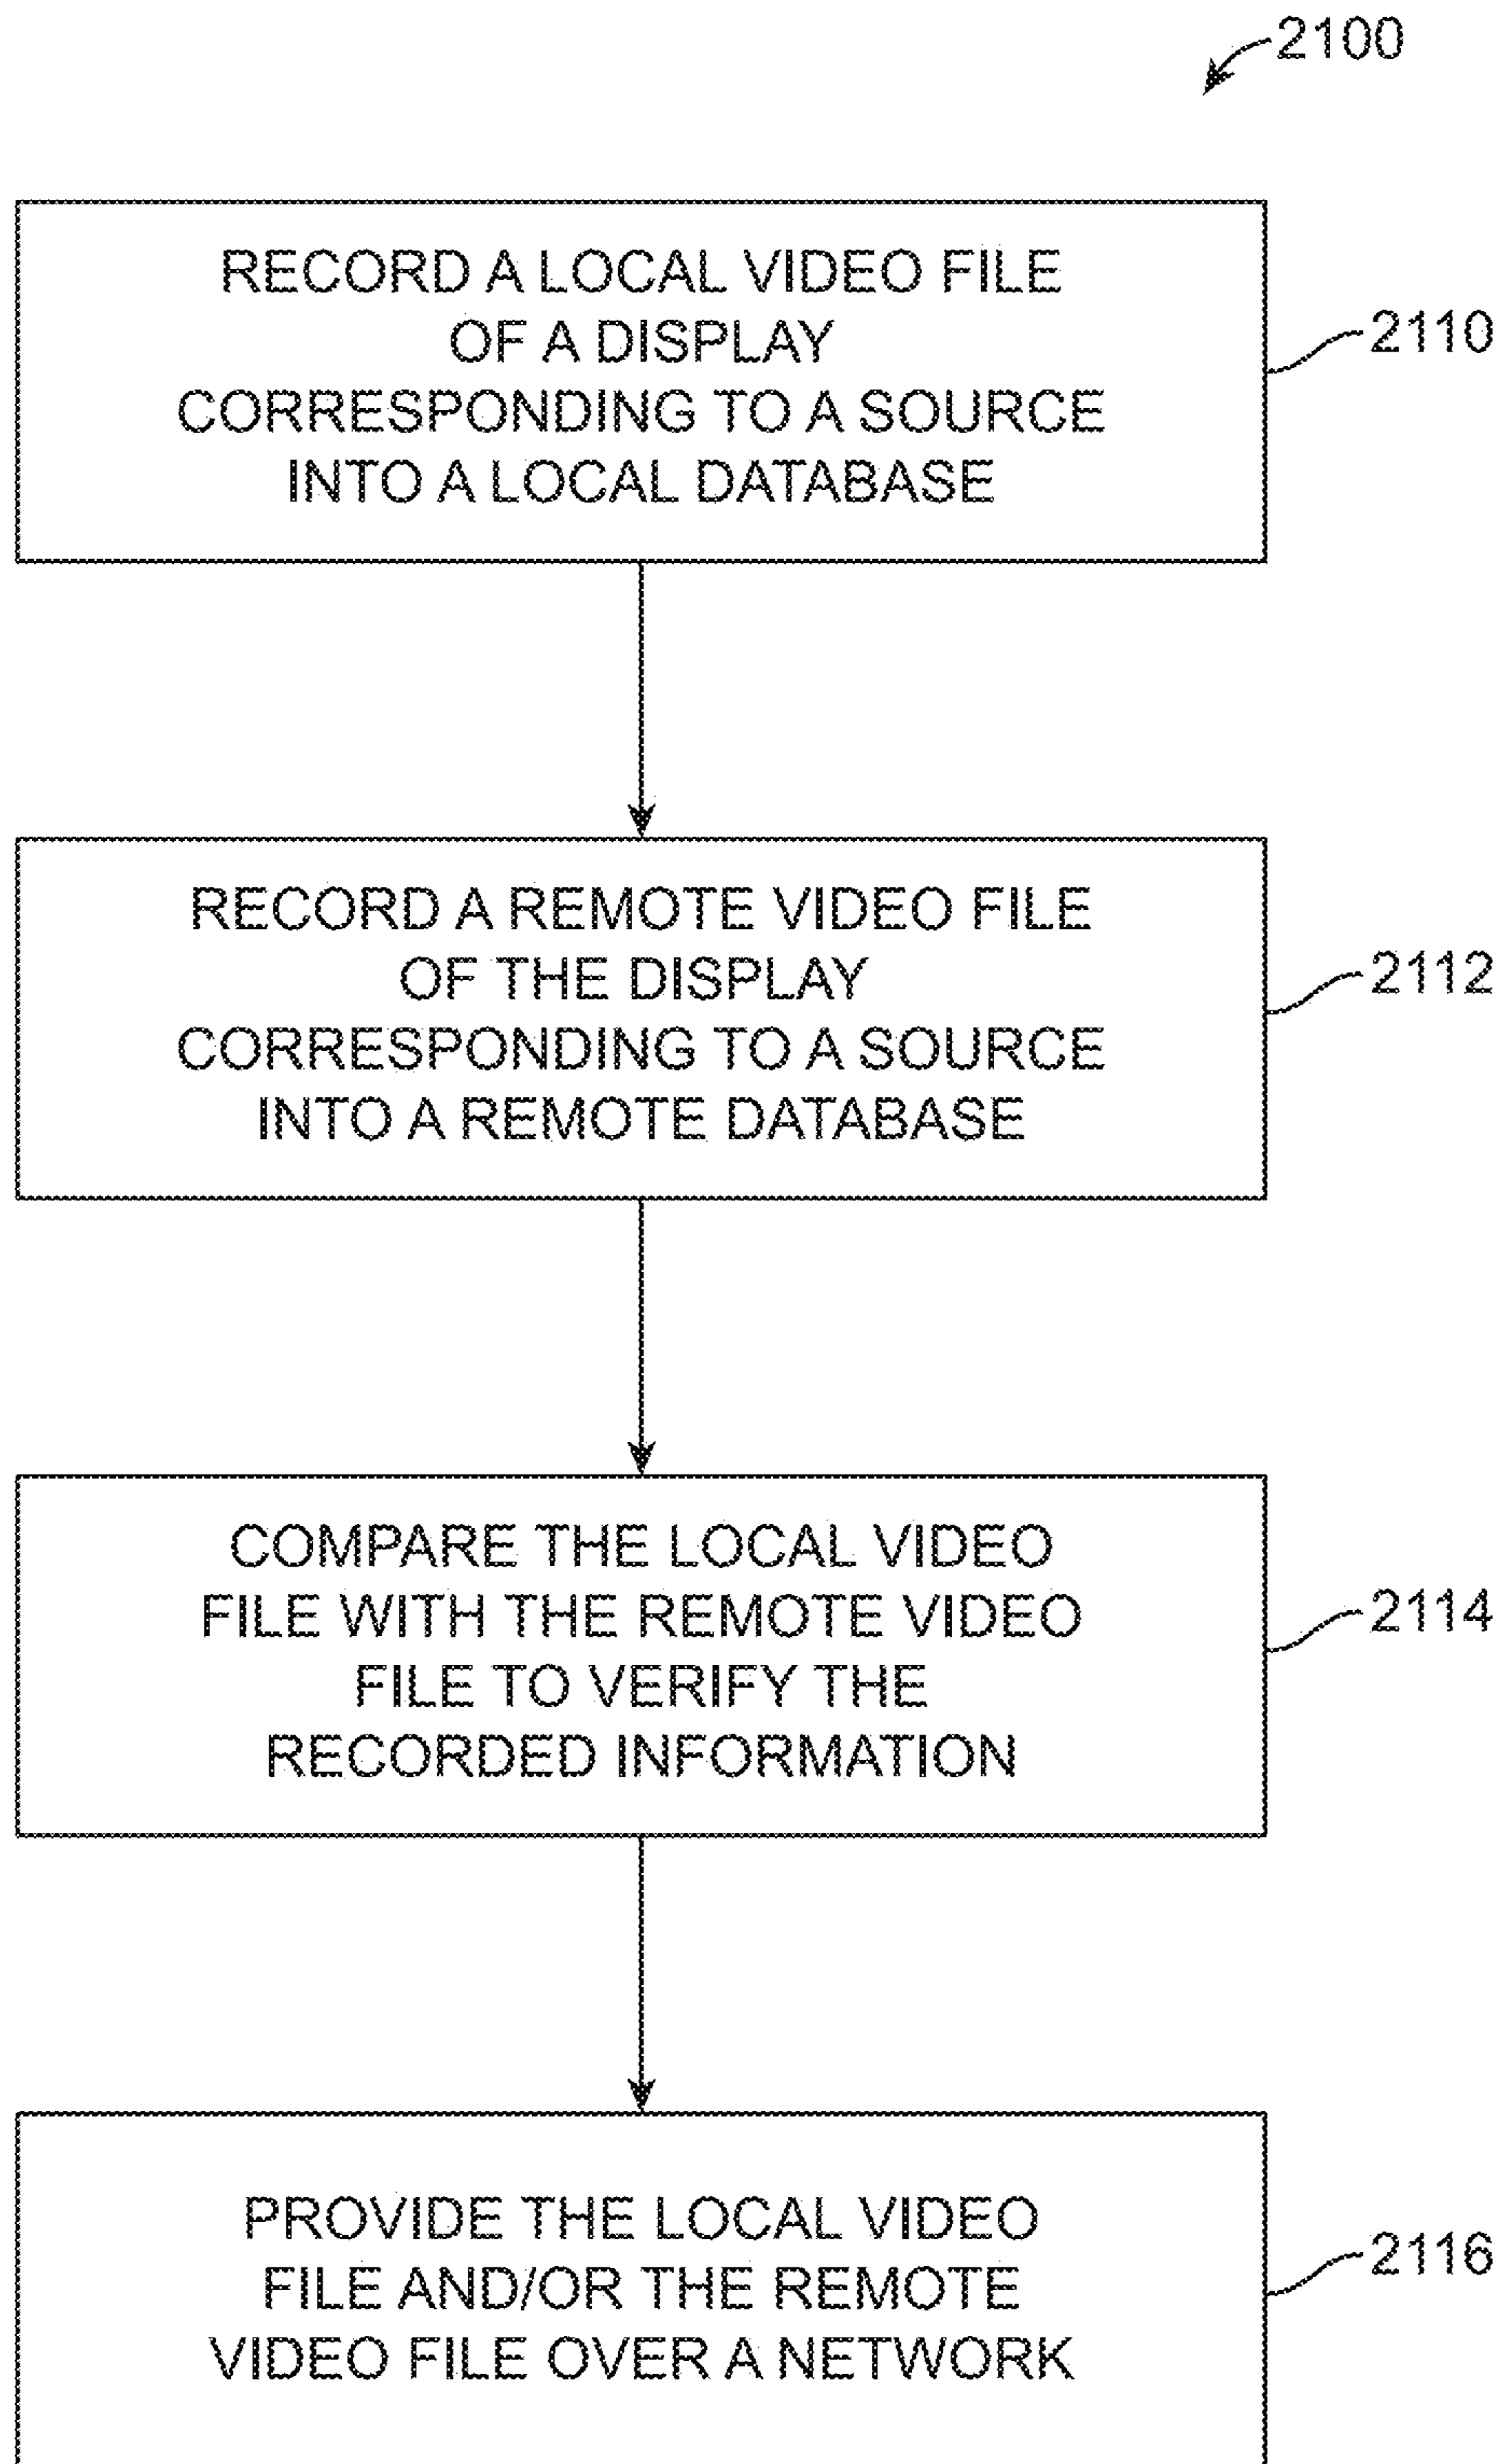 2100
RECORD A LOCAL VIDEO FILE
OF A DISPLAY
CORRESPONDING TO A SOURCE
INTO A LOCAL DATABASE
2110
RECORD A REMOTE VIDEO FILE
OF THE DISPLAY
CORRESPONDING TO A SOURCE
INTO A REMOTE DATABASE
2112
COMPARE THE LOCAL VIDEO
FILE WITH THE REMOTE VIDEO
FILE TO VERIFY THE
RECORDED INFORMATION
2114
PROVIDE THE LOCAL VIDEO
FILE AND/OR THE REMOTE
VIDEO FILE OVER A NETWORK
2116